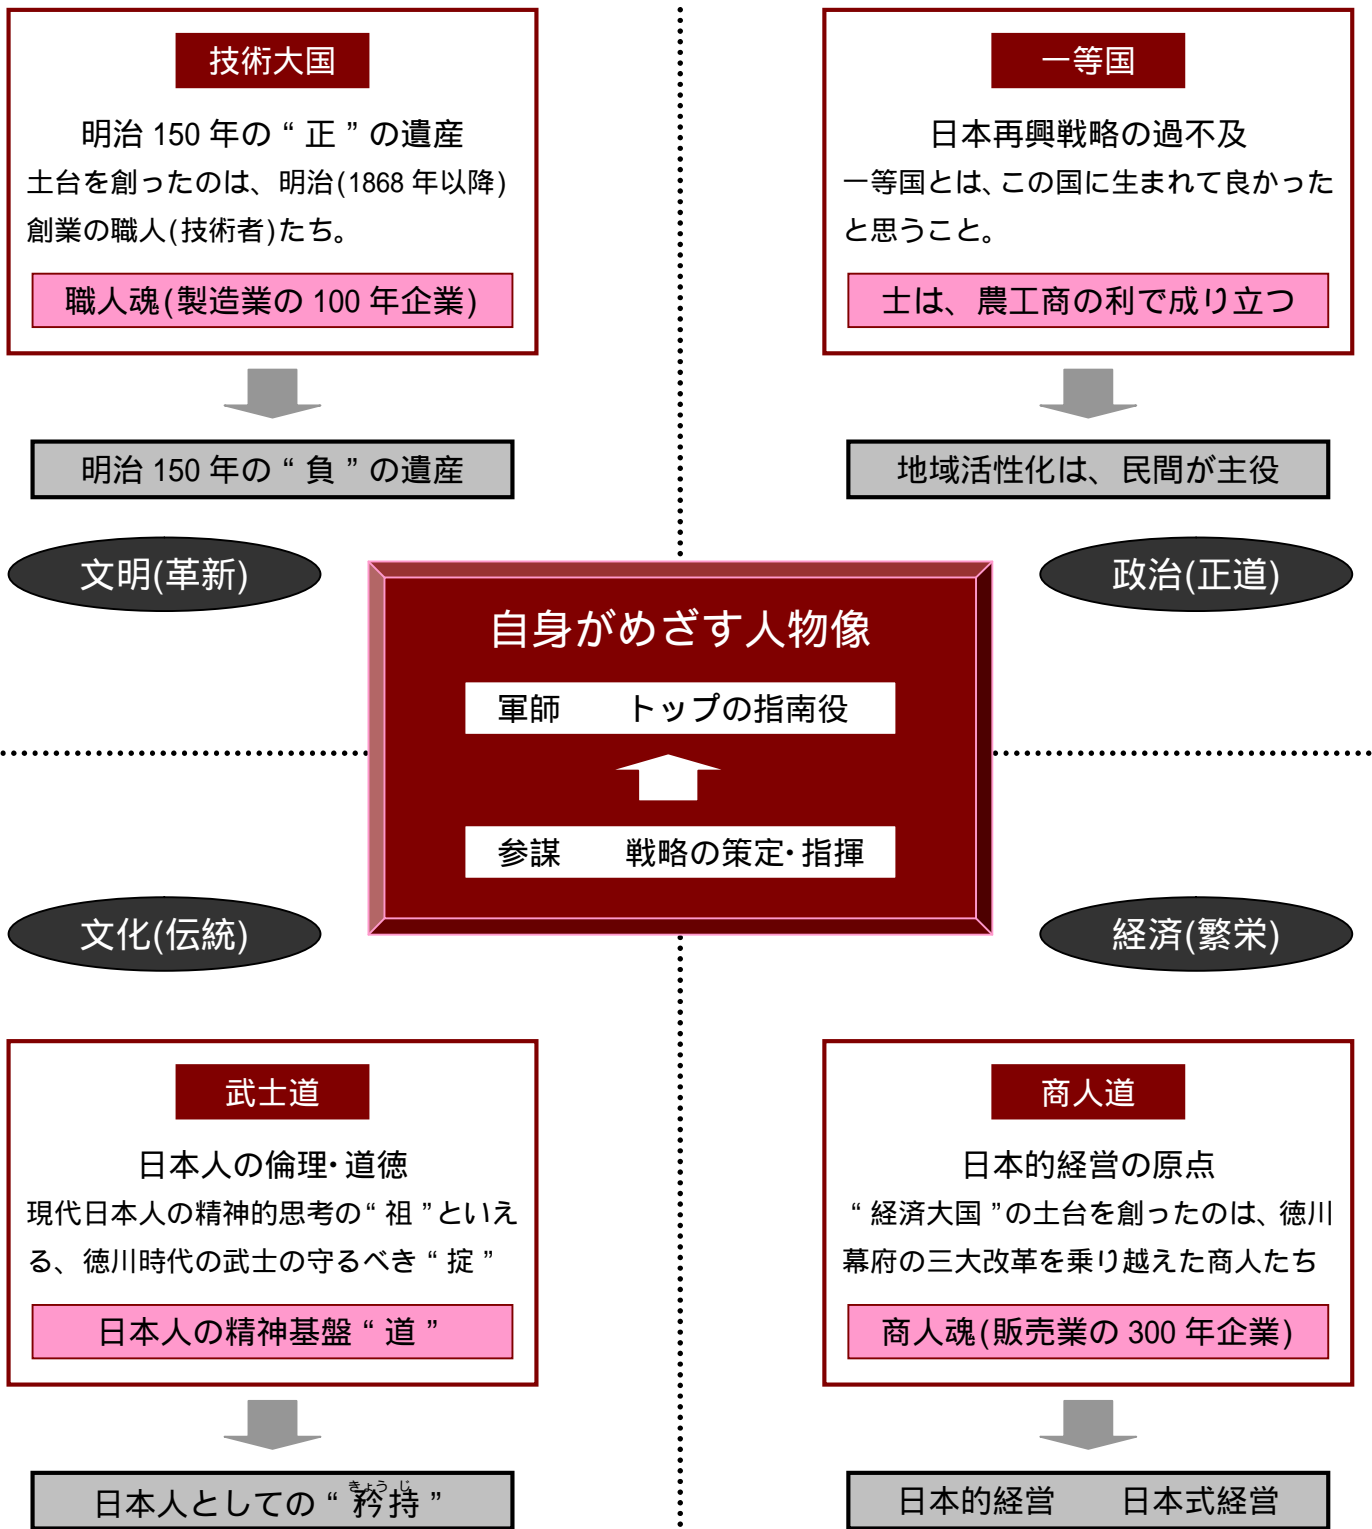 技術大国
明治 150 年の “ 正 ” の遺産
土台を創ったのは、明治(1868 年以降)
創業の職人(技術者)たち。
職人魂(製造業の 100 年企業)
明治 150 年の “ 負 ” の遺産
文明(革新)
一等国
日本再興戦略の過不及
一等国とは、この国に生まれて良かった
と思うこと。
士は、農工商の利で成り立つ
地域活性化は、民間が主役
政治(正道)
自身がめざす人物像
軍師　　トップの指南役
参謀　　戦略の策定・指揮
文化(伝統)
武士道
日本人の倫理・道徳
現代日本人の精神的思考の“ 祖 ”といえ
る、徳川時代の武士の守るべき “ 掟 ”
日本人の精神基盤 “ 道 ”
きょう じ
日本人としての “ 矜持 ”
経済(繁栄)
商人道
日本的経営の原点
“ 経済大国 ”の土台を創ったのは、徳川
幕府の三大改革を乗り越えた商人たち
商人魂(販売業の 300 年企業)
日本的経営　　日本式経営